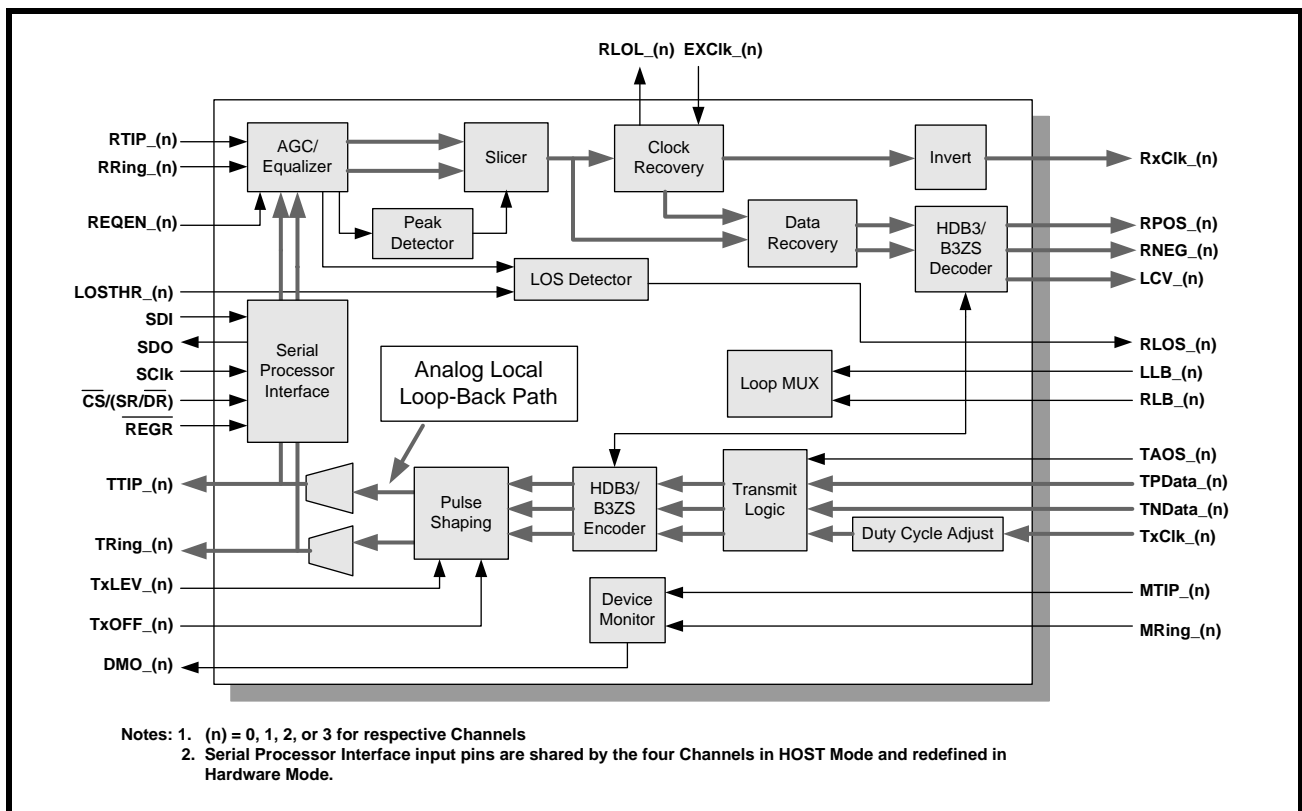 RLOL_(n) EXClk_(n)
RTIP_(n)
RRing_(n)
REQEN_(n)
LOSTHR_(n)
SDI
SDO
SClk
CS/(SR/DR)
REGR
TTIP_(n)
TRing_(n)
TxLEV_(n)
TxOFF_(n)
DMO_(n)
AGC/
Equalizer
Slicer
Clock
Recovery
Invert
Peak
Detector
Data
Recovery
HDB3/
B3ZS
Decoder
LOS Detector
Serial
Processor
Interface
Analog Local
Loop-Back Path
Loop MUX
Pulse
Shaping
HDB3/
B3ZS
Encoder
Transmit
Logic
Duty Cycle Adjust
Device
Monitor
RxClk_(n)
RPOS_(n)
RNEG_(n)
LCV_(n)
RLOS_(n)
LLB_(n)
RLB_(n)
TAOS_(n)
TPData_(n)
TNData_(n)
TxClk_(n)
MTIP_(n)
MRing_(n)
Notes: 1. (n) = 0, 1, 2, or 3 for respective Channels
2. Serial Processor Interface input pins are shared by the four Channels in HOST Mode and redefined in
Hardware Mode.